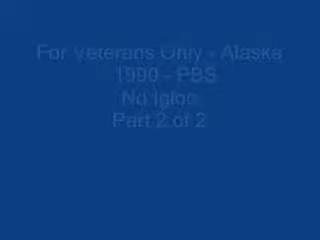 For Veterans Only - Alaska
1990 - PBS
No Igloo
Part 2 of 2